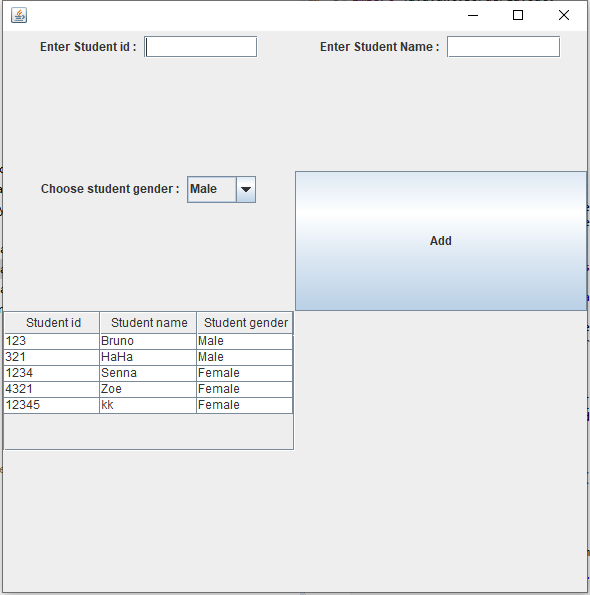 Enter Student id : Enter Student Name :
Choose student gender : Male
Add
Student id Student name Student gender
123 Bruno Male
321 HaHa Male
1234 Senna Female
4321 Zoe Female
12345 kk Female